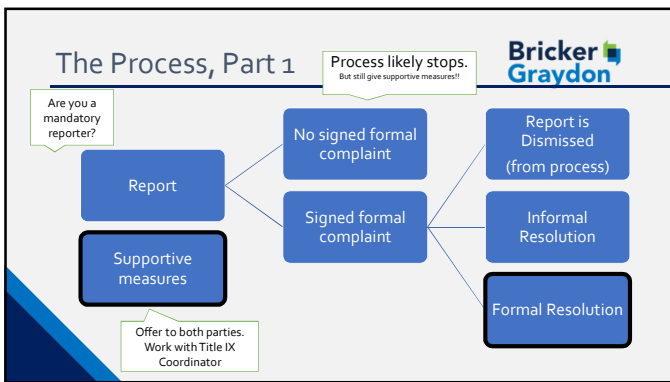 The Process, Part 1
Process likely stops.
But still give supportive measures!!
Bricker
Graydon
Are you a
mandatory
reporter?
Report
Supportive
measures
Offer to both parties.
Work with Title IX
Coordinator
No signed formal
complaint
Signed formal
complaint
Report is
Dismissed
(from process)
Informal
Resolution
Formal Resolution